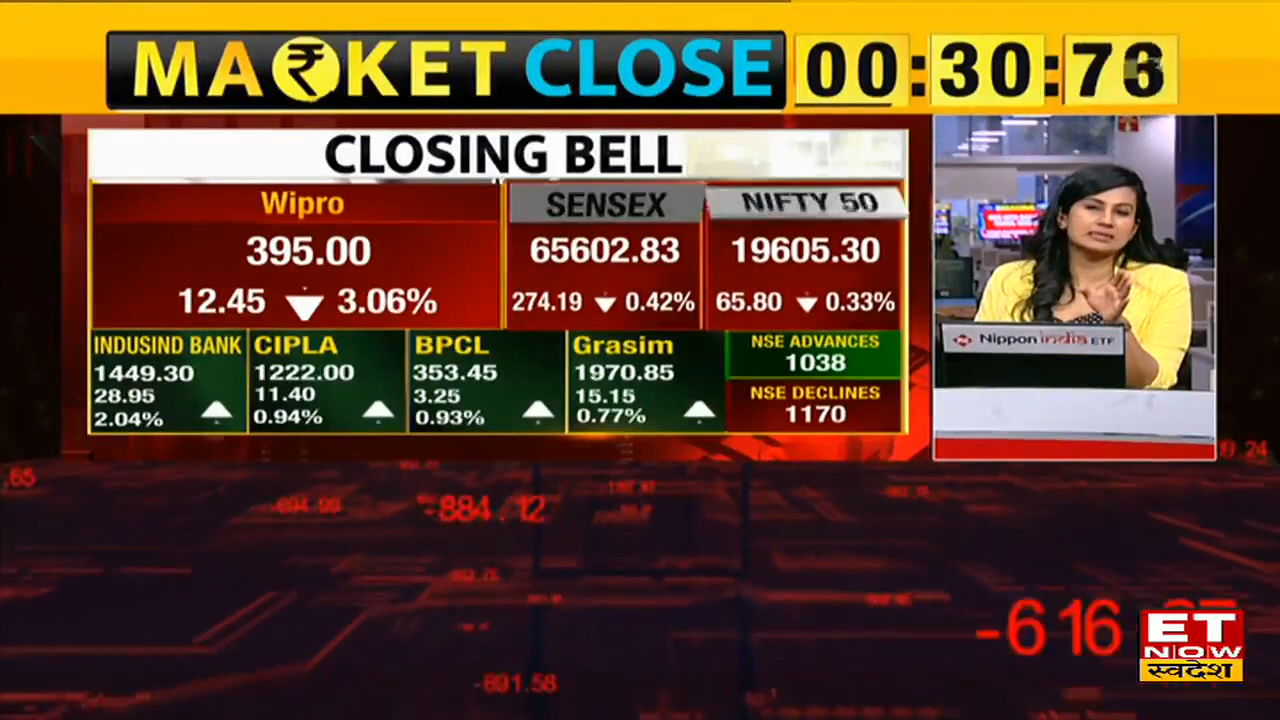 MA₹KET CLOSE 00:30:76
CLOSING BELL
Wipro
395.00
12.45 ▼ 3.06%
SENSEX
65602.83
274.19 ▼ 0.42%
NIFTY 50
19605.30
65.80 ▼ 0.33%
INDUSIND BANK
1449.30
28.95
2.04% ▲
CIPLA
1222.00
11.40
0.94% ▲
BPCL
353.45
3.25
0.93% ▲
Grasim
1970.85
15.15
0.77% ▲
NSE ADVANCES
1038
NSE DECLINES
1170
Nippon india ETF
65
-884.12
-691.58
-616
ET
NOW
स्वदेश